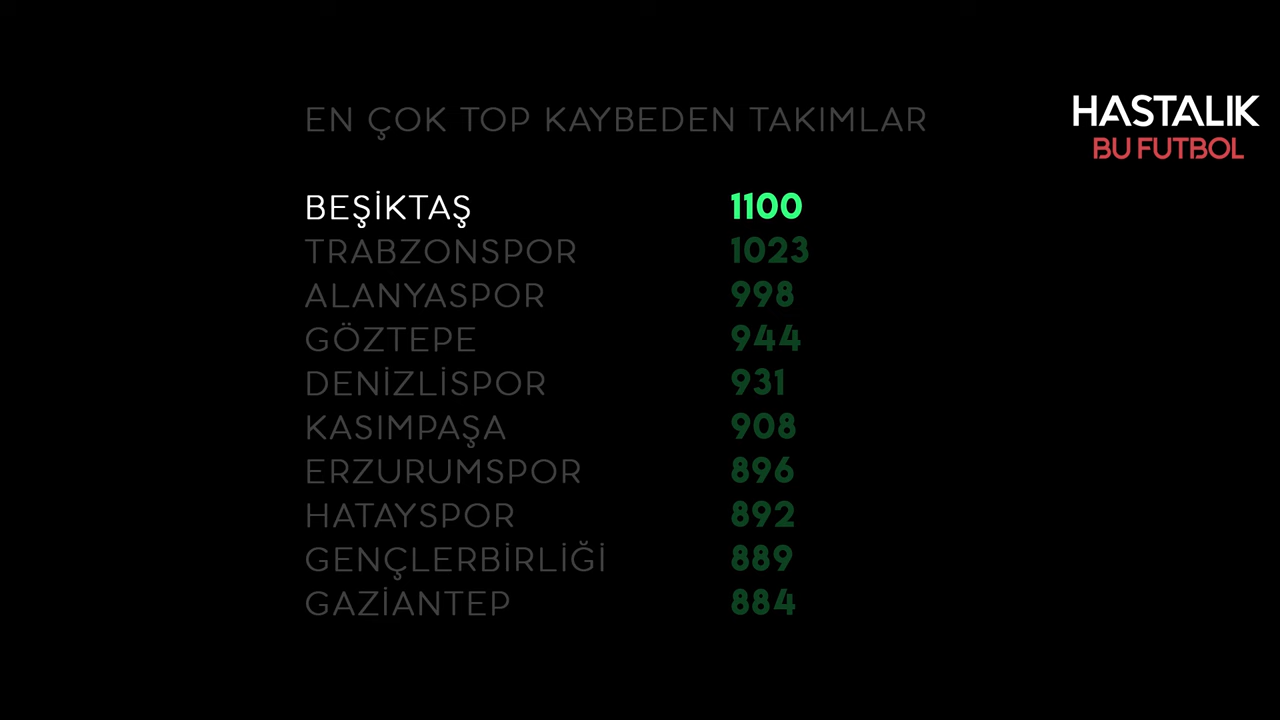 EN ÇOK TOP KAYBEDEN TAKIMLAR
HASTALIK
BU FUTBOL
BEŞİKTAŞ 1100
TRABZONSPOR 1023
ALANYASPOR 998
GÖZTEPE 944
DENİZLİSPOR 931
KASIMPAŞA 908
ERZURUMSPOR 896
HATAYSPOR 892
GENÇLERBİRLİĞİ 889
GAZİANTEP 884